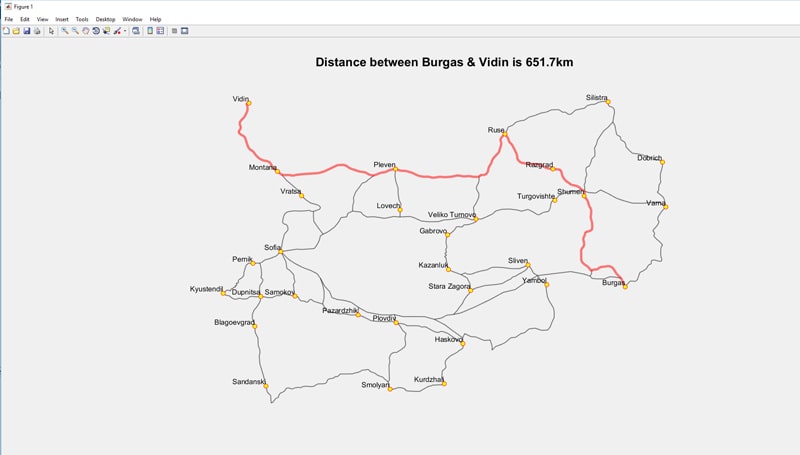 Figure 1
File Edit View Insert Tools Desktop Window Help
Distance between Burgas & Vidin is 651.7km
Vidin
Silistra
Ruse
Dobrich
Montana
Pleven
Razgrad
Vratsa
Shumen
Turgovishte
Varna
Lovech
Veliko Turnovo
Gabrovo
Sofia
Pernik
Kazanluk
Sliven
Kyustendil
Dupnitsa
Samokov
Stara Zagora
Yambol
Burgas
Pazardzhik
Plovdiv
Blagoevgrad
Haskovo
Sandanski
Smolyan
Kurdzhali